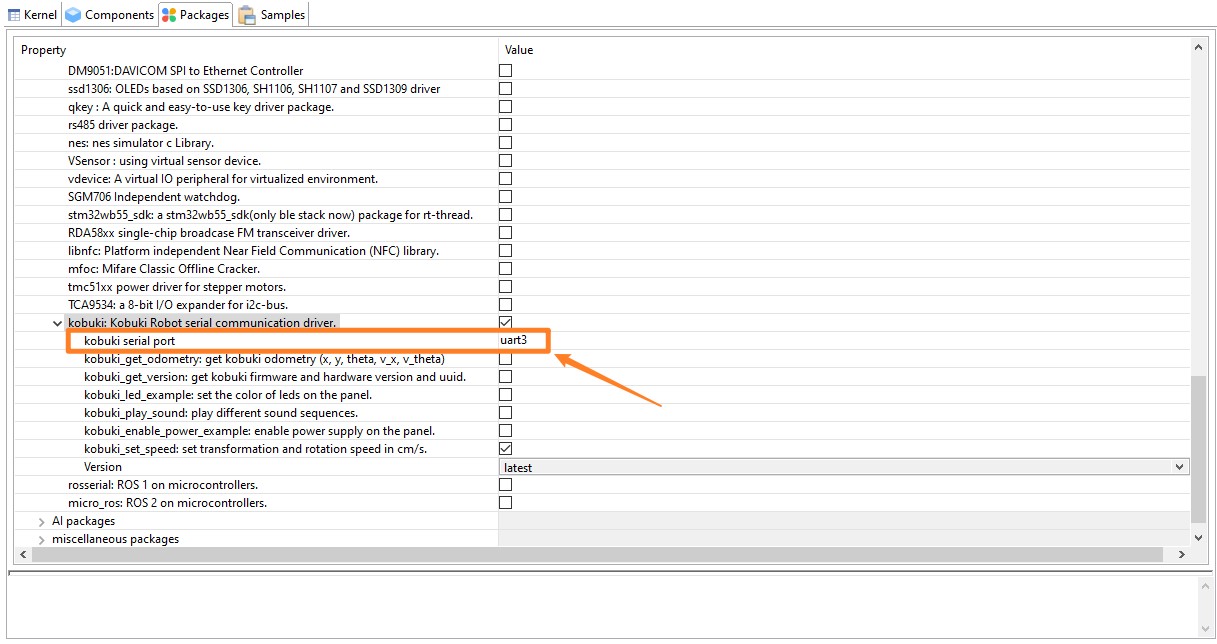 Kernel Components Packages Samples
Property Value
DM9051:DAVICOM SPI to Ethernet Controller
ssd1306: OLEDs based on SSD1306, SH1106, SH1107 and SSD1309 driver
qkey : A quick and easy-to-use key driver package.
rs485 driver package.
nes: nes simulator c Library.
VSensor : using virtual sensor device.
vdevice: A virtual IO peripheral for virtualized environment.
SGM706 Independent watchdog.
stm32wb55_sdk: a stm32wb55_sdk(only ble stack now) package for rt-thread.
RDA58xx single-chip broadcase FM transceiver driver.
libnfc: Platform independent Near Field Communication (NFC) library.
mfoc: Mifare Classic Offline Cracker.
tmc51xx power driver for stepper motors.
TCA9534: a 8-bit I/O expander for i2c-bus.
kobuki: Kobuki Robot serial communication driver.
kobuki serial port uart3
kobuki_get_odometry: get kobuki odometry (x, y, theta, v_x, v_theta)
kobuki_get_version: get kobuki firmware and hardware version and uuid.
kobuki_led_example: set the color of leds on the panel.
kobuki_play_sound: play different sound sequences.
kobuki_enable_power_example: enable power supply on the panel.
kobuki_set_speed: set transformation and rotation speed in cm/s.
Version latest
rosserial: ROS 1 on microcontrollers.
micro_ros: ROS 2 on microcontrollers.
AI packages
miscellaneous packages